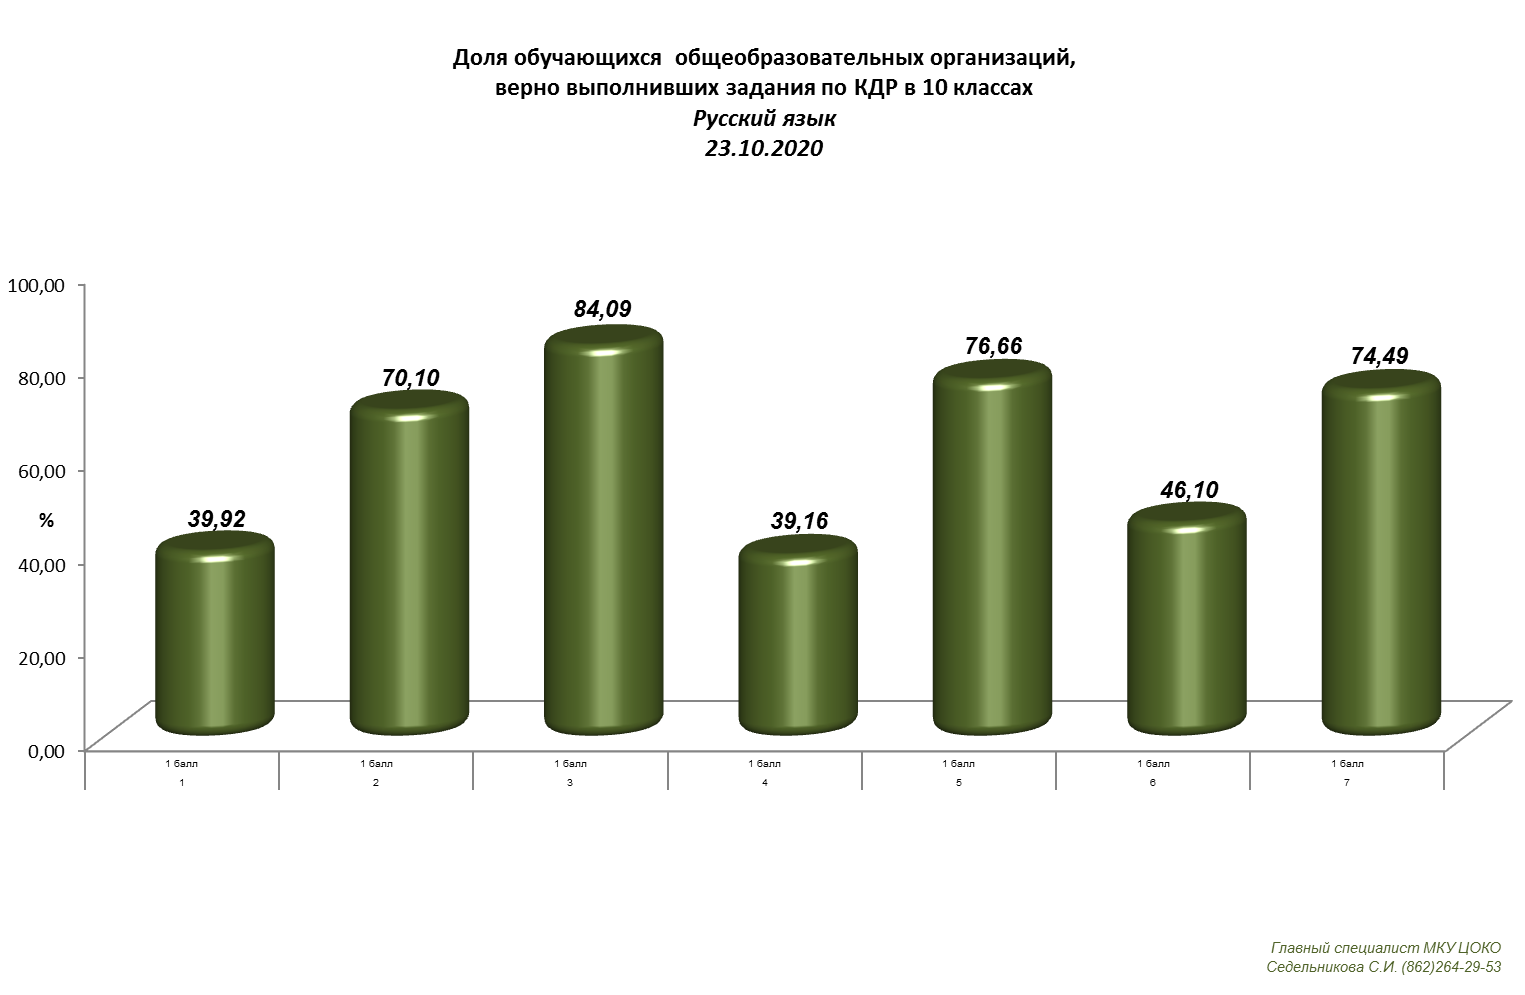 Доля обучающихся  общеобразовательных организаций,
верно выполнивших задания по КДР в 10 классах
Русский язык
23.10.2020
100,00
80,00
60,00
%
40,00
20,00
0,00
39,92
70,10
84,09
39,16
76,66
46,10
74,49
1 балл 1 балл 1 балл 1 балл 1 балл 1 балл 1 балл
1 2 3 4 5 6 7
Главный специалист МКУ ЦОКО
Седельникова С.И. (862)264-29-53